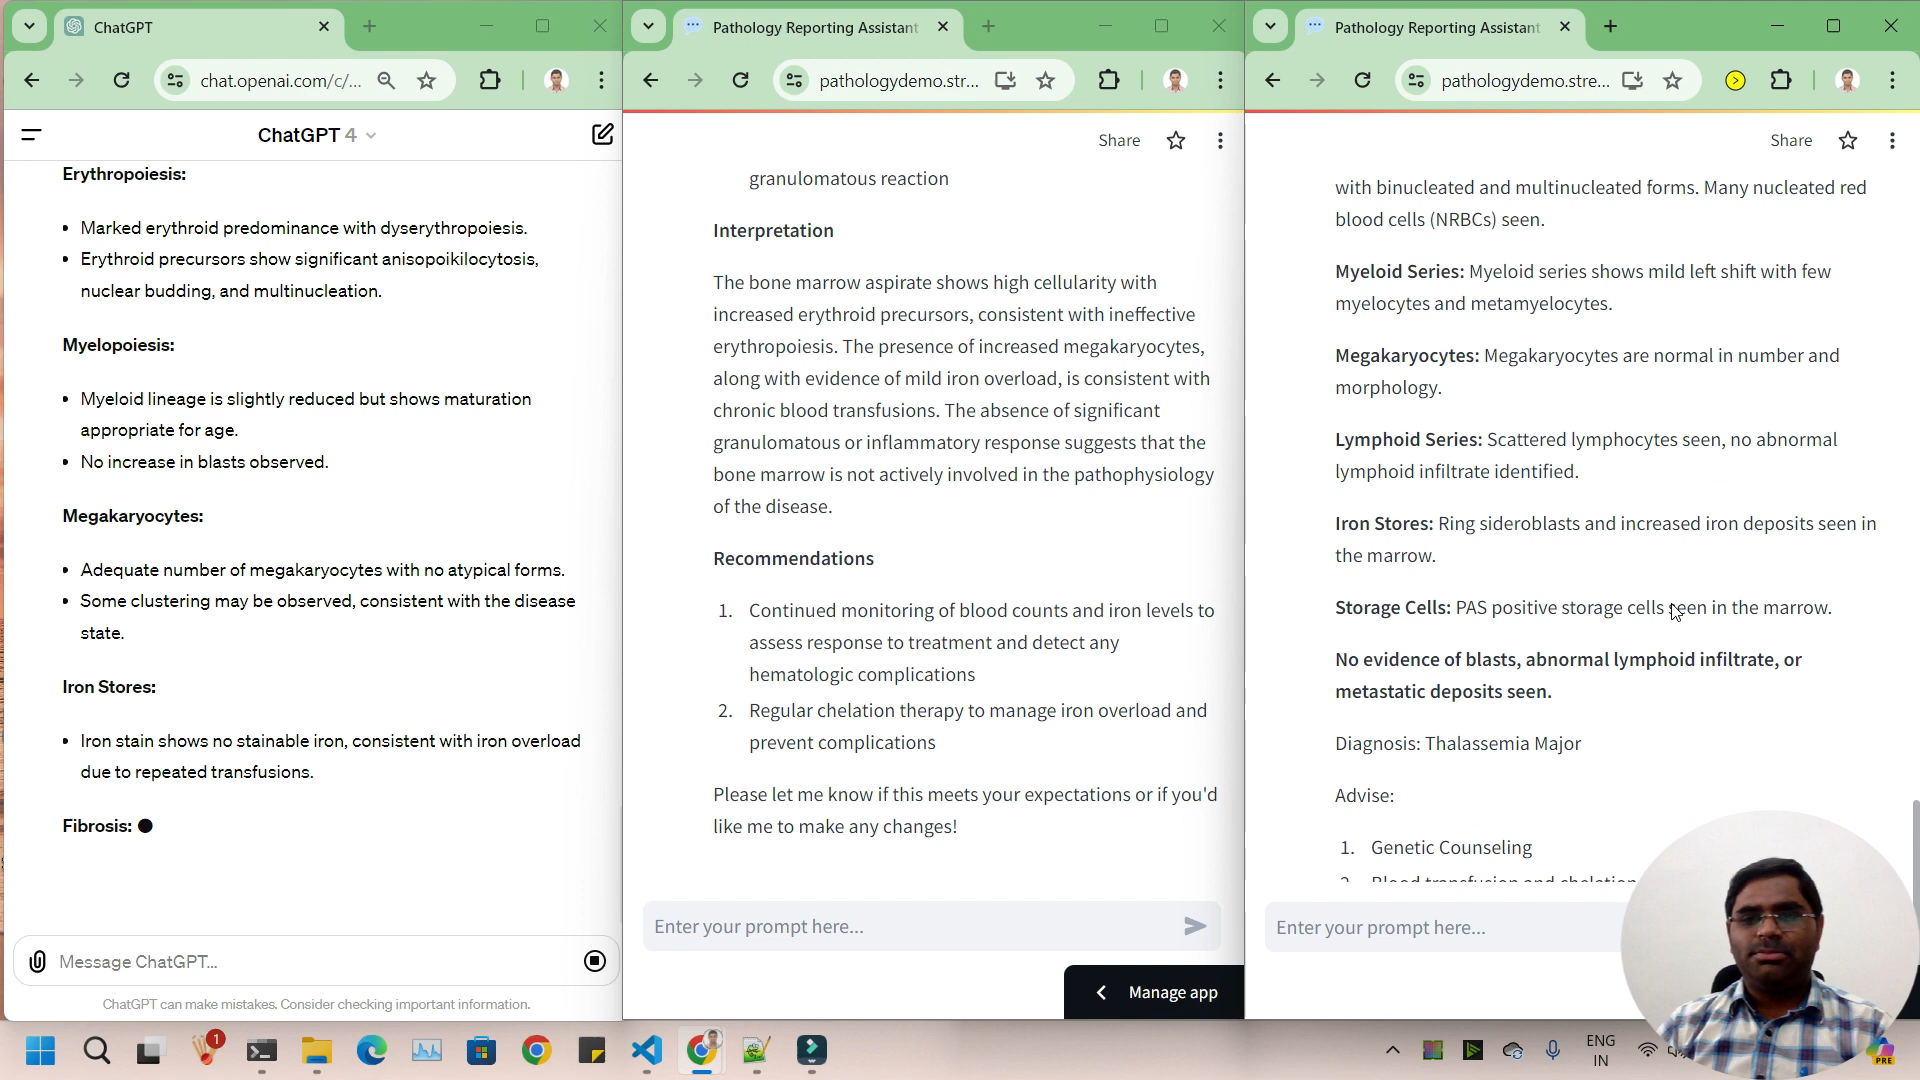 ChatGPT
chat.openai.com/c/...
ChatGPT 4
Erythropoiesis:
• Marked erythroid predominance with dyserythropoiesis.
• Erythroid precursors show significant anisopoikilocytosis,
nuclear budding, and multinucleation.
Myelopoiesis:
• Myeloid lineage is slightly reduced but shows maturation
appropriate for age.
• No increase in blasts observed.
Megakaryocytes:
• Adequate number of megakaryocytes with no atypical forms.
• Some clustering may be observed, consistent with the disease
state.
Iron Stores:
• Iron stain shows no stainable iron, consistent with iron overload
due to repeated transfusions.
Fibrosis:
Message ChatGPT...
ChatGPT can make mistakes. Consider checking important information.
Pathology Reporting Assistant
pathologydemo.str...
Share
granulomatous reaction
Interpretation
The bone marrow aspirate shows high cellularity with
increased erythroid precursors, consistent with ineffective
erythropoiesis. The presence of increased megakaryocytes,
along with evidence of mild iron overload, is consistent with
chronic blood transfusions. The absence of significant
granulomatous or inflammatory response suggests that the
bone marrow is not actively involved in the pathophysiology
of the disease.
Recommendations
1. Continued monitoring of blood counts and iron levels to
assess response to treatment and detect any
hematologic complications
2. Regular chelation therapy to manage iron overload and
prevent complications
Please let me know if this meets your expectations or if you'd
like me to make any changes!
Enter your prompt here...
Manage app
Pathology Reporting Assistant
pathologydemo.stre...
Share
with binucleated and multinucleated forms. Many nucleated red
blood cells (NRBCs) seen.
Myeloid Series: Myeloid series shows mild left shift with few
myelocytes and metamyelocytes.
Megakaryocytes: Megakaryocytes are normal in number and
morphology.
Lymphoid Series: Scattered lymphocytes seen, no abnormal
lymphoid infiltrate identified.
Iron Stores: Ring sideroblasts and increased iron deposits seen in
the marrow.
Storage Cells: PAS positive storage cells seen in the marrow.
No evidence of blasts, abnormal lymphoid infiltrate, or
metastatic deposits seen.
Diagnosis: Thalassemia Major
Advise:
1. Genetic Counseling
2. Blood transfusion and chelation
Enter your prompt here...
1
ENG
IN
PRE